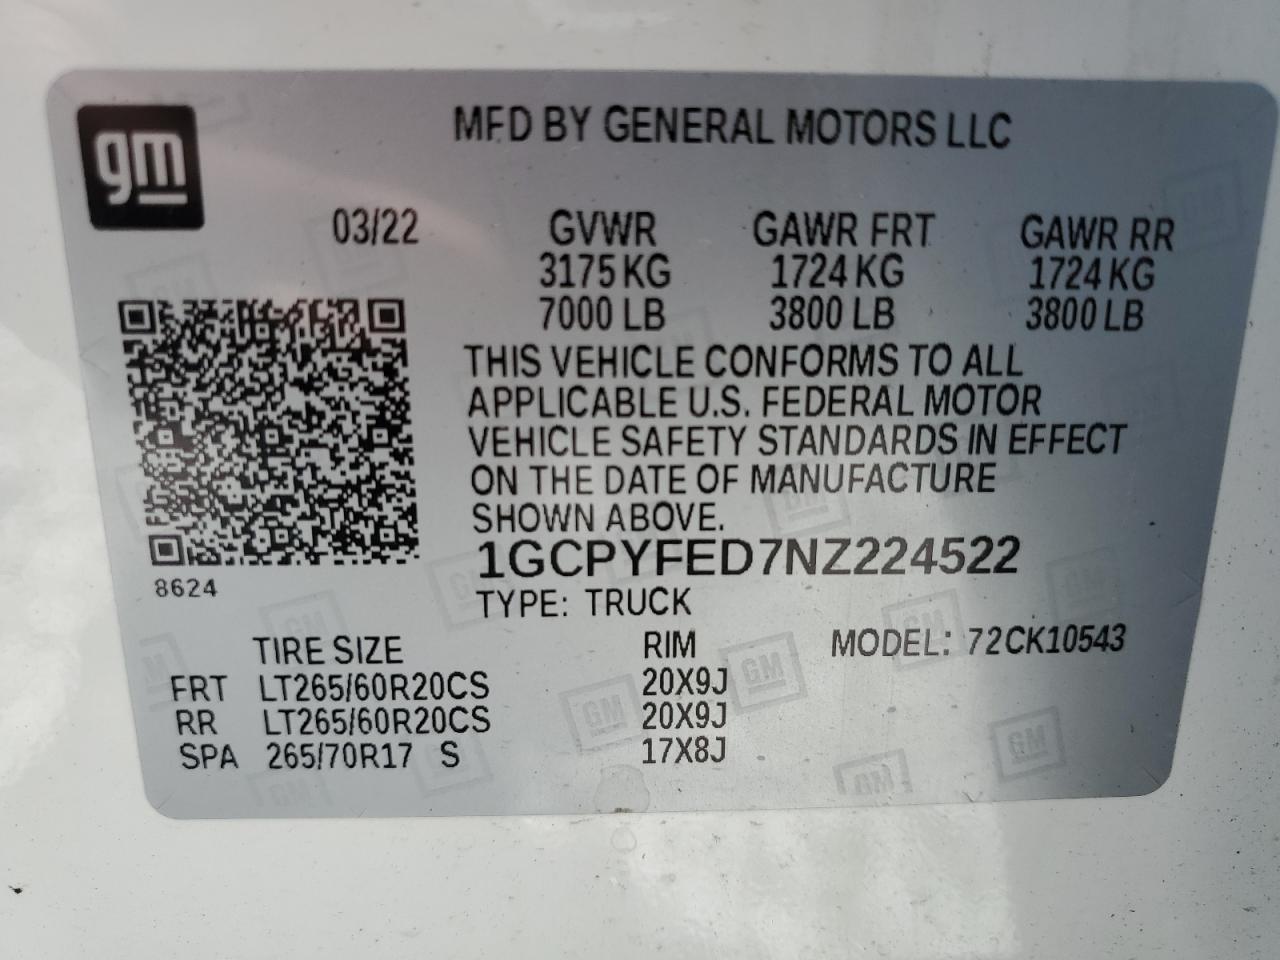 gm
MFD BY GENERAL MOTORS LLC
03/22 GVWR GAWR FRT GAWR RR
3175 KG 1724 KG 1724 KG
7000 LB 3800 LB 3800 LB
THIS VEHICLE CONFORMS TO ALL
APPLICABLE U.S. FEDERAL MOTOR
VEHICLE SAFETY STANDARDS IN EFFECT
ON THE DATE OF MANUFACTURE
SHOWN ABOVE.
1GCPYFED7NZ224522
8624
TYPE: TRUCK
TIRE SIZE RIM MODEL: 72CK10543
FRT LT265/60R20CS 20X9J
RR LT265/60R20CS 20X9J
SPA 265/70R17 S 17X8J